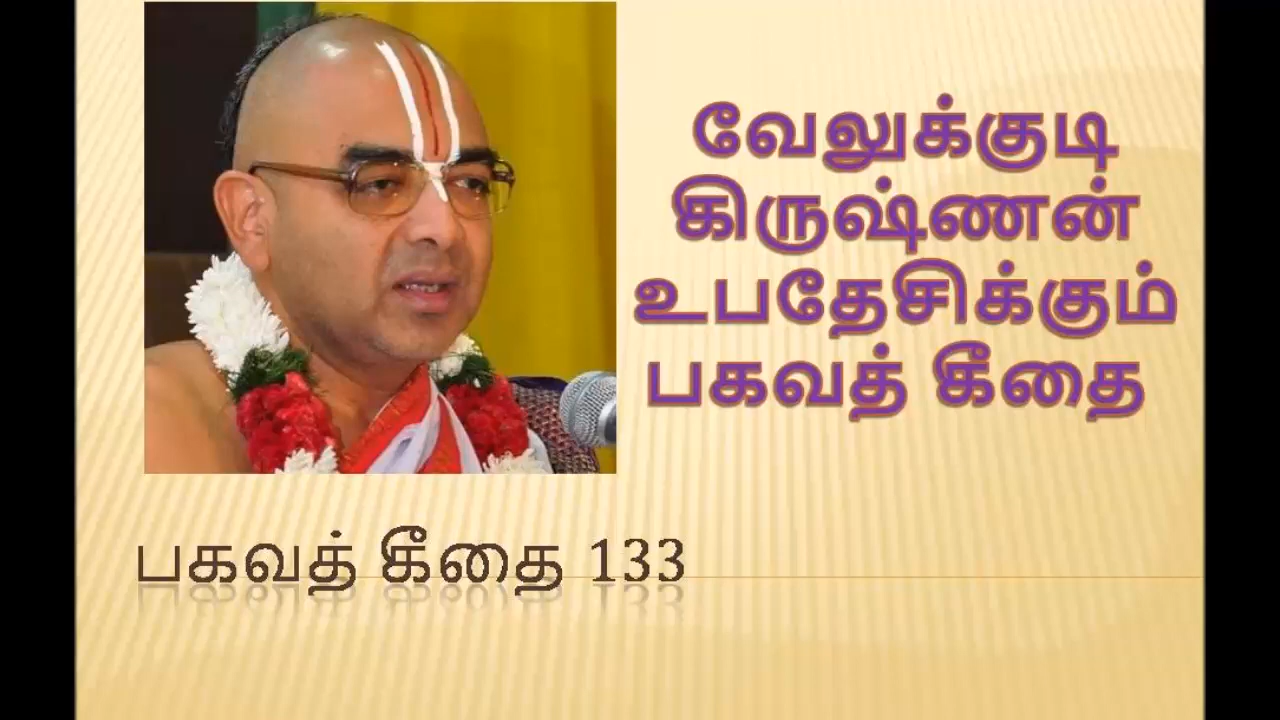 வேலுக்குடி
கிருஷ்ணன்
உபதேசிக்கும்
பகவத் கீதை
பகவத் கீதை 133